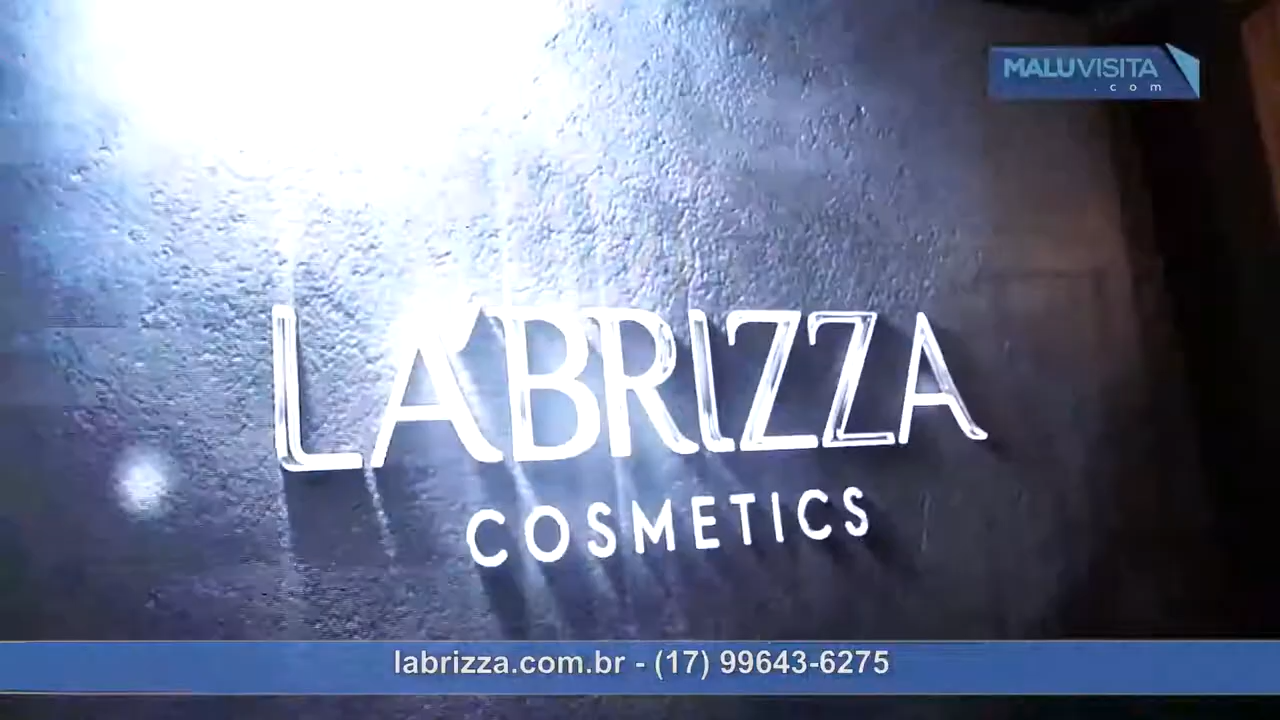 MALUVISITA
.com
LABRIZZA
COSMETICS
labrizza.com.br - (17) 99643-6275